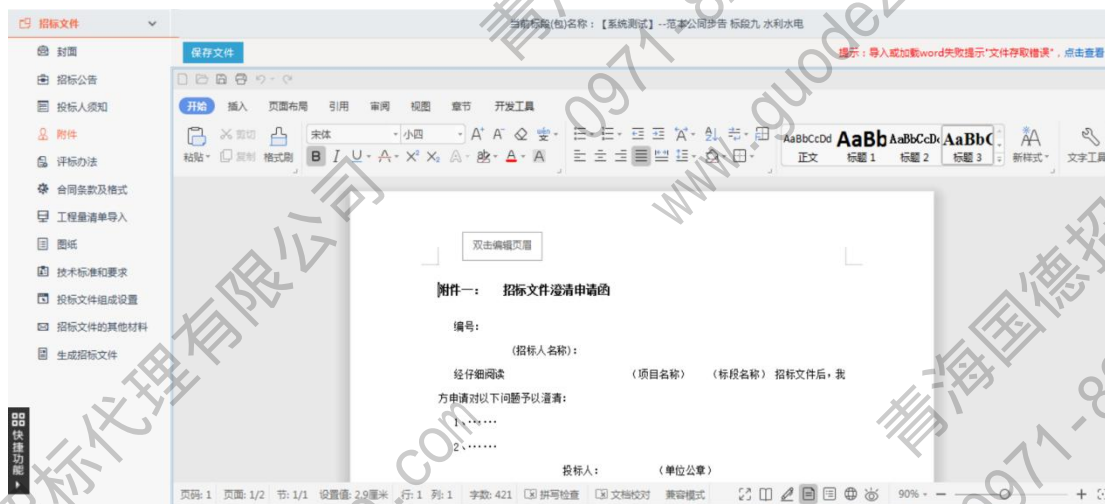 招标文件
当前标段(包)名称：【系统测试】--范本公同步告 标段九 水利水电
封面
保存文件
提示：导入或加载word失败提示"文件存取错误"，点击查看
招标公告
投标人须知
开始 插入 页面布局 引用 审阅 视图 章节 开发工具
附件
粘贴 剪切 复制 格式刷 宋体 小四
AaBbCcDd AaBb AaBbCcDc AaBbC
正文 标题 1 标题 2 标题 3 新样式 文字工具
评标办法
合同条款及格式
工程量清单导入
图纸
技术标准和要求
投标文件组成设置
招标文件的其他材料
生成招标文件
快捷功能
双击编辑页眉
附件一： 招标文件澄清申请函
编号：
（招标人名称）：
经仔细阅读 （项目名称） （标段名称） 招标文件后，我
方申请对以下问题予以澄清：
1、……
2、……
投标人： （单位公章）
页码: 1 页面: 1/2 节: 1/1 设置值: 2.9厘米 行: 1 列: 1 字数: 421 拼写检查 文档校对 兼容模式 90%